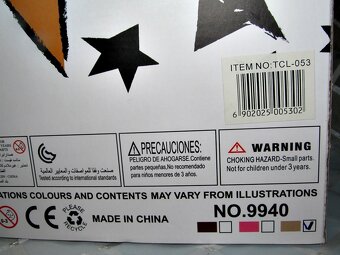 ITEM NO:TCL-053
6 902025 005302
مطابق للمواصفات والمعايير العالمية
Tested according to international standards
PRECAUCIONES:
PELIGRO DE AHOGARSE.Contiene
partes pequeñas.No recomendado
para niños menores de 3 años.
WARNING
CHOKING HAZARD-Small parts.
Not for children under 3 years.
ATIONS COLOURS AND CONTENTS MAY VARY FROM ILLUSTRATIONS
CE
PLEASE
RECYCLE
MADE IN CHINA
NO.9940